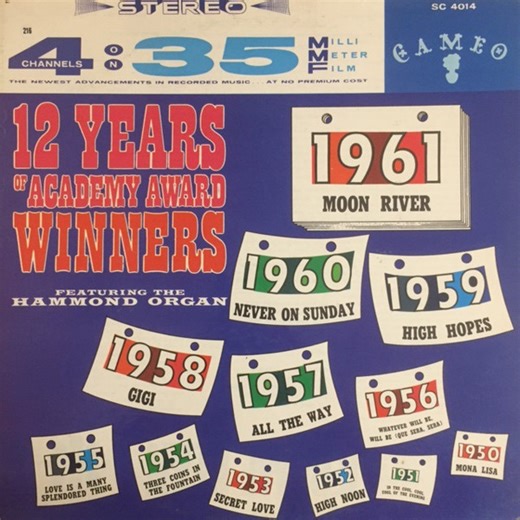 STEREO
SC 4014
216
4 CHANNELS ON 35 MILLI METER FILM
CAMEO
THE NEWEST ADVANCEMENTS IN RECORDED MUSIC . . . AT NO PREMIUM COST
12 YEARS
OF ACADEMY AWARD
WINNERS
FEATURING THE
HAMMOND ORGAN
1961
MOON RIVER
1960
NEVER ON SUNDAY
1959
HIGH HOPES
1958
GIGI
1957
ALL THE WAY
1956
WHATEVER WILL BE,
WILL BE (QUE SERA, SERA)
1955
LOVE IS A MANY
SPLENDORED THING
1954
THREE COINS IN
THE FOUNTAIN
1953
SECRET LOVE
1952
HIGH NOON
1951
IN THE COOL, COOL,
COOL OF THE EVENING
1950
MONA LISA